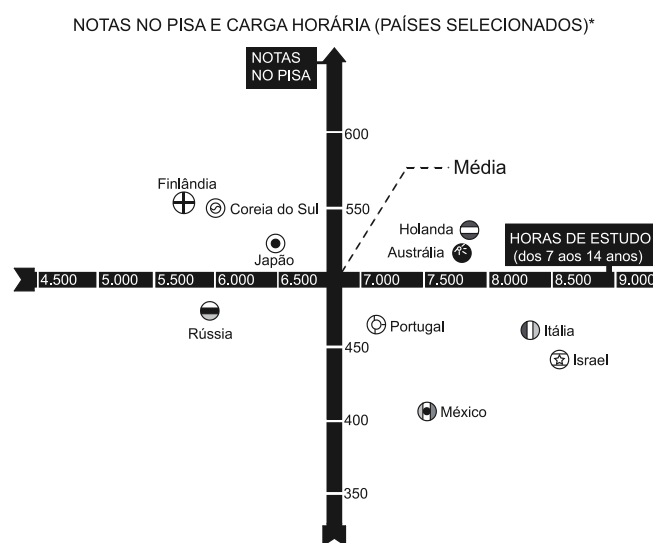 NOTAS NO PISA E CARGA HORÁRIA (PAÍSES SELECIONADOS)*
NOTAS
NO PISA
600
Média
Finlândia
550
Coreia do Sul
Holanda
HORAS DE ESTUDO
(dos 7 aos 14 anos)
Japão
Austrália
4.500 5.000 5.500 6.000 6.500 7.000 7.500 8.000 8.500 9.000
Rússia
Portugal
Itália
450
Israel
México
400
350